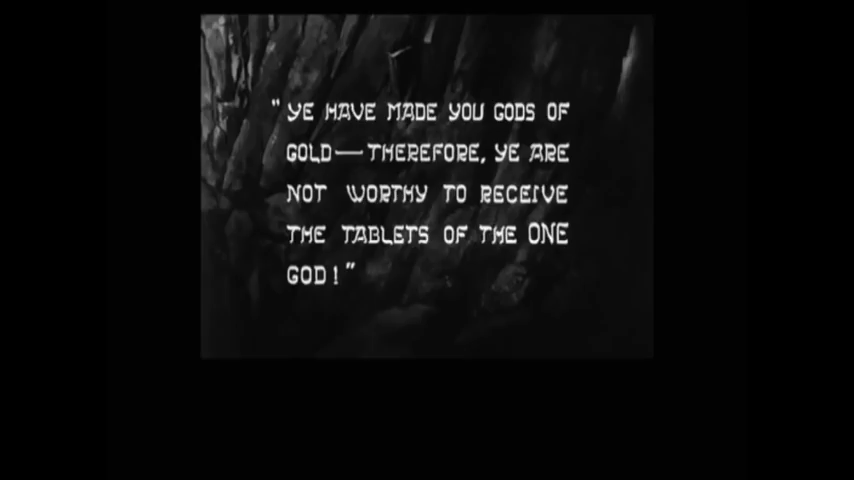 "YE HAVE MADE YOU GODS OF
GOLD—THEREFORE, YE ARE
NOT WORTHY TO RECEIVE
THE TABLETS OF THE ONE
GOD!"